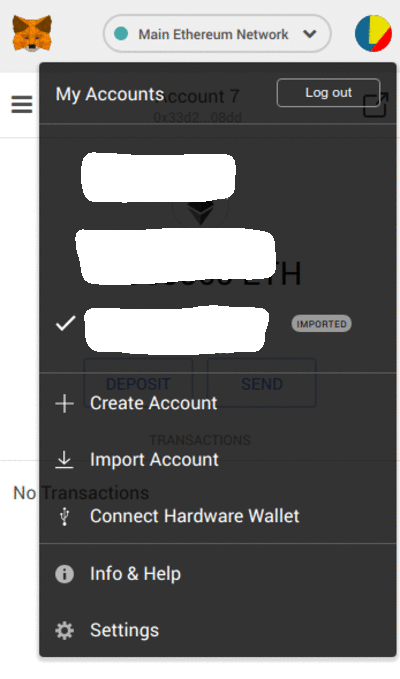 Main Ethereum Network
My Accounts
Log out
Account 7
0x33d2...08dd
ETH
IMPORTED
DEPOSIT
SEND
Create Account
TRANSACTIONS
Import Account
No Transactions
Connect Hardware Wallet
Info & Help
Settings